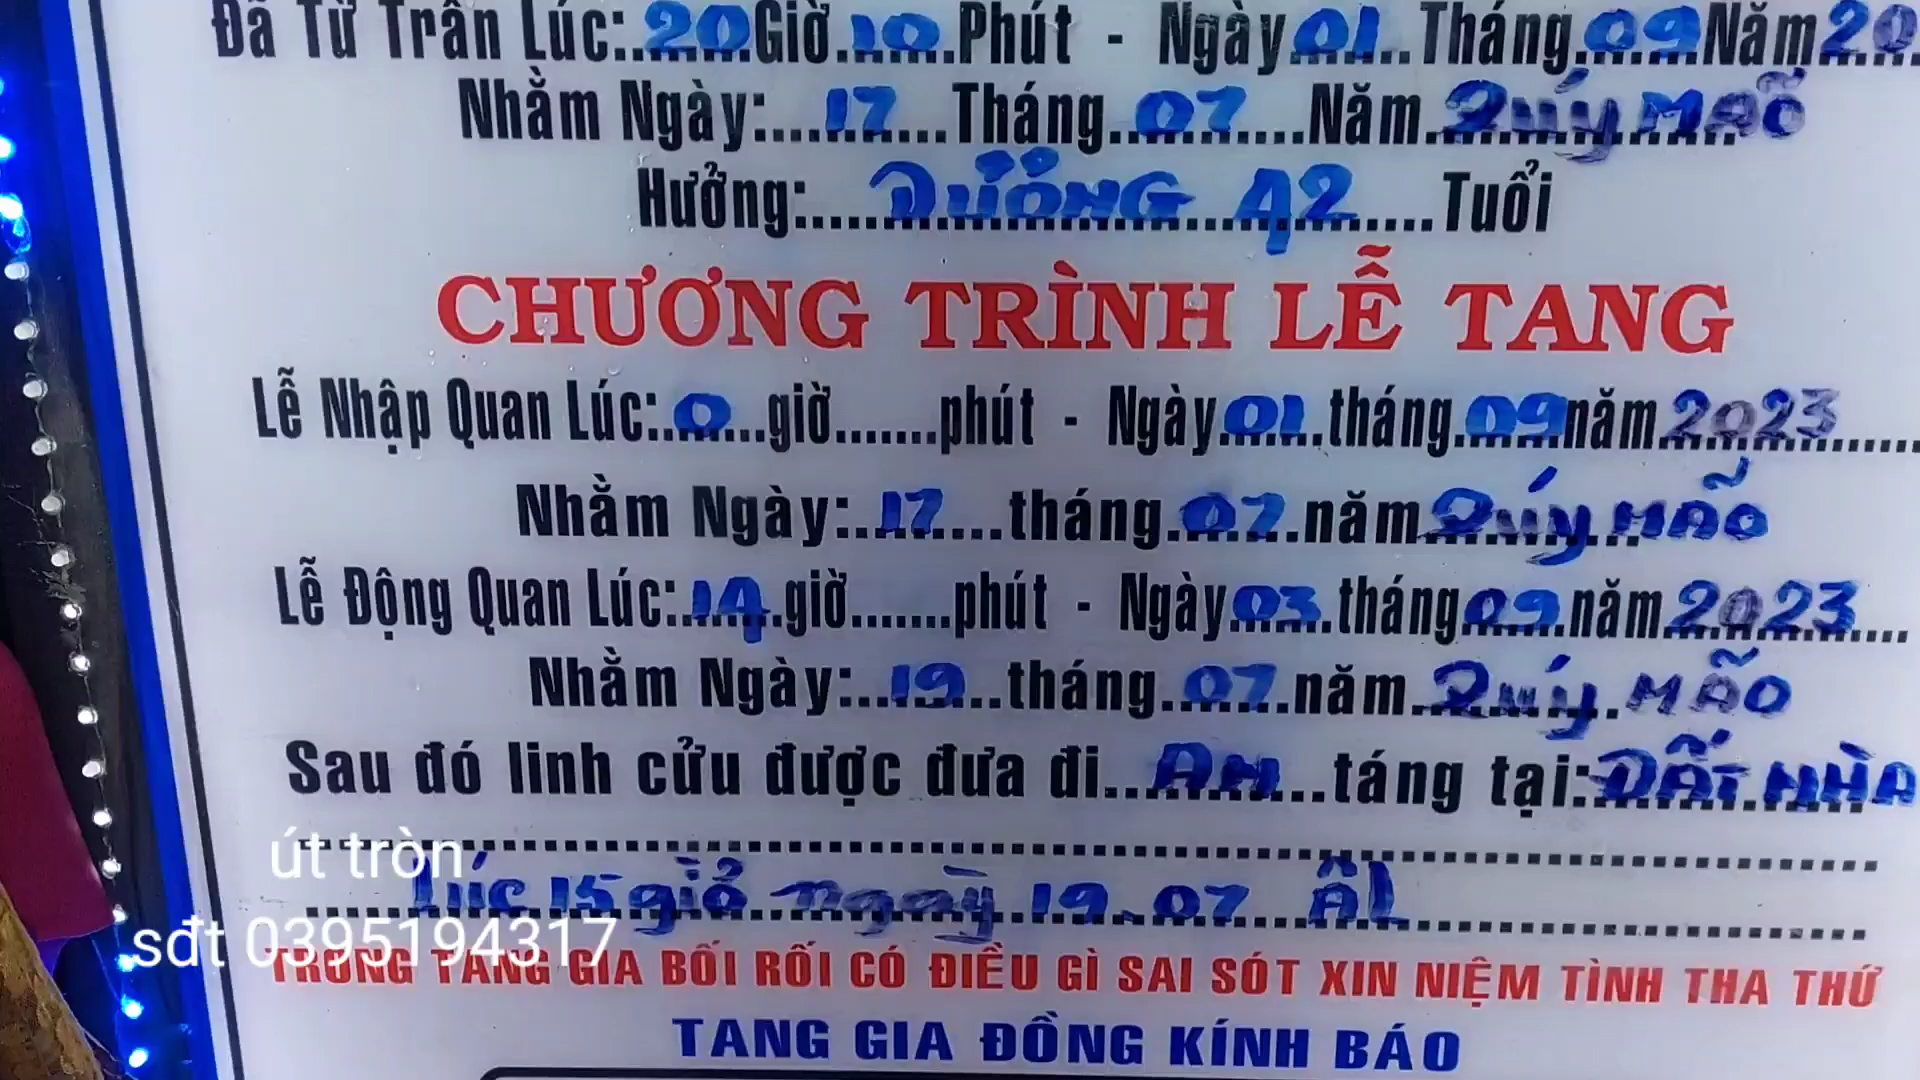 Đã Từ Trần Lúc: 20 Giờ 10 Phút - Ngày 01 Tháng 09 Năm 20
Nhằm Ngày: 17 Tháng 07 Năm Quý Mão
Hưởng: Dưỡng 42 Tuổi
CHƯƠNG TRÌNH LỄ TANG
Lễ Nhập Quan Lúc: 0 giờ phút - Ngày 01 tháng 09 năm 2023
Nhằm Ngày: 17 tháng 07 năm Quý Mão
Lễ Động Quan Lúc: 14 giờ phút - Ngày 03 tháng 09 năm 2023
Nhằm Ngày: 19 tháng 07 năm Quý Mão
Sau đó linh cửu được đưa đi An táng tại: Đất Nhà
út tròn
Lúc 15 giờ ngày 19-07 ÂL
sđt 0395194317
TRONG TANG GIA BỐI RỐI CÓ ĐIỀU GÌ SAI SÓT XIN NIỆM TÌNH THA THỨ
TANG GIA ĐỒNG KÍNH BÁO